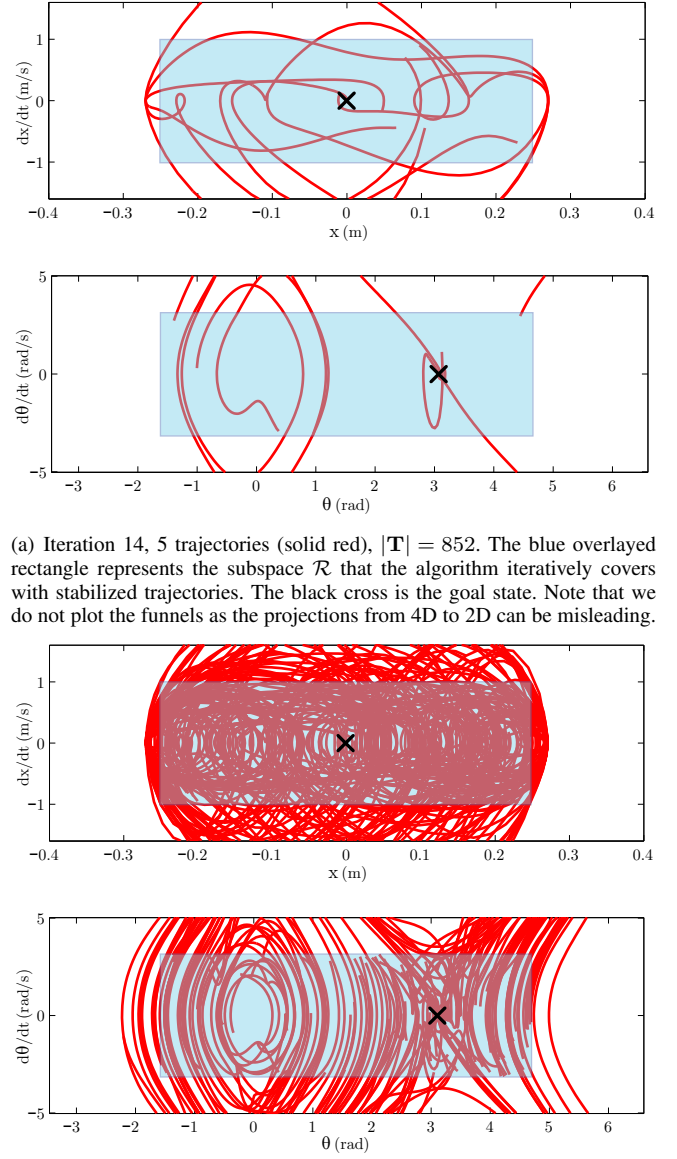 1
0
−1
dx/dt (m/s)
−0.4 −0.3 −0.2 −0.1 0 0.1 0.2 0.3 0.4
x (m)
5
0
−5
dθ/dt (rad/s)
−3 −2 −1 0 1 2 3 4 5 6
θ (rad)
(a) Iteration 14, 5 trajectories (solid red), |T| = 852. The blue overlayed
rectangle represents the subspace R that the algorithm iteratively covers
with stabilized trajectories. The black cross is the goal state. Note that we
do not plot the funnels as the projections from 4D to 2D can be misleading.
1
0
−1
dx/dt (m/s)
−0.4 −0.3 −0.2 −0.1 0 0.1 0.2 0.3 0.4
x (m)
5
0
−5
dθ/dt (rad/s)
−3 −2 −1 0 1 2 3 4 5 6
θ (rad)